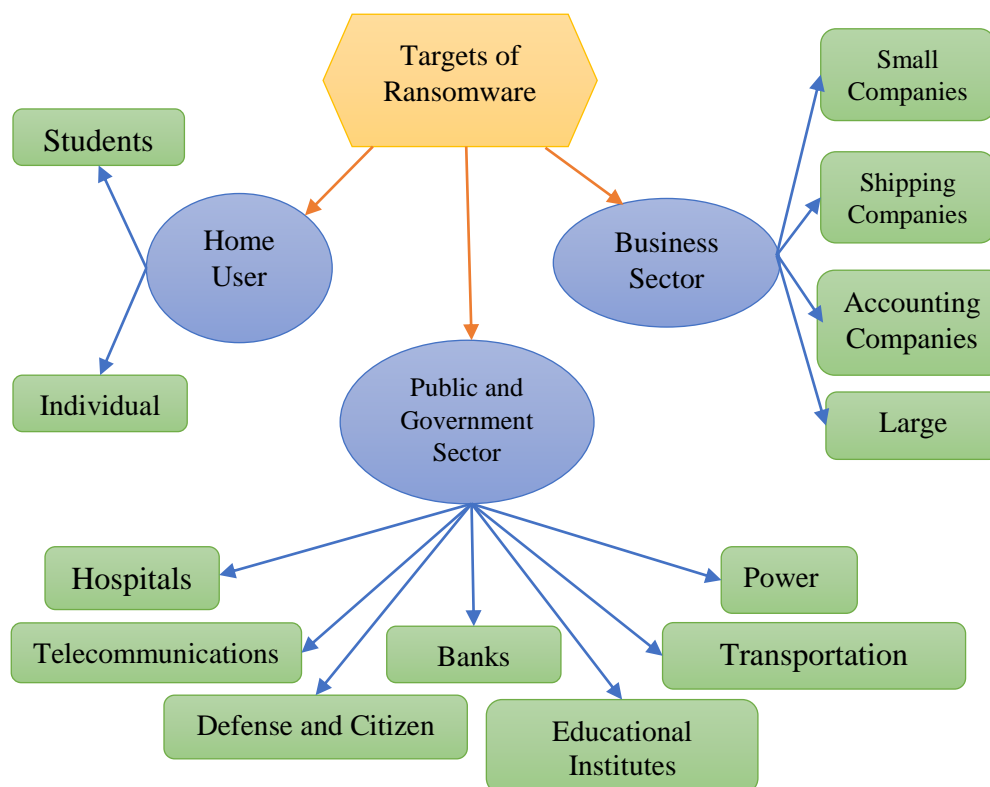 Targets of
Ransomware
Small
Companies
Students
Shipping
Companies
Home
User
Business
Sector
Accounting
Companies
Individual
Public and
Government
Sector
Large
Hospitals
Power
Telecommunications
Banks
Transportation
Defense and Citizen
Educational
Institutes